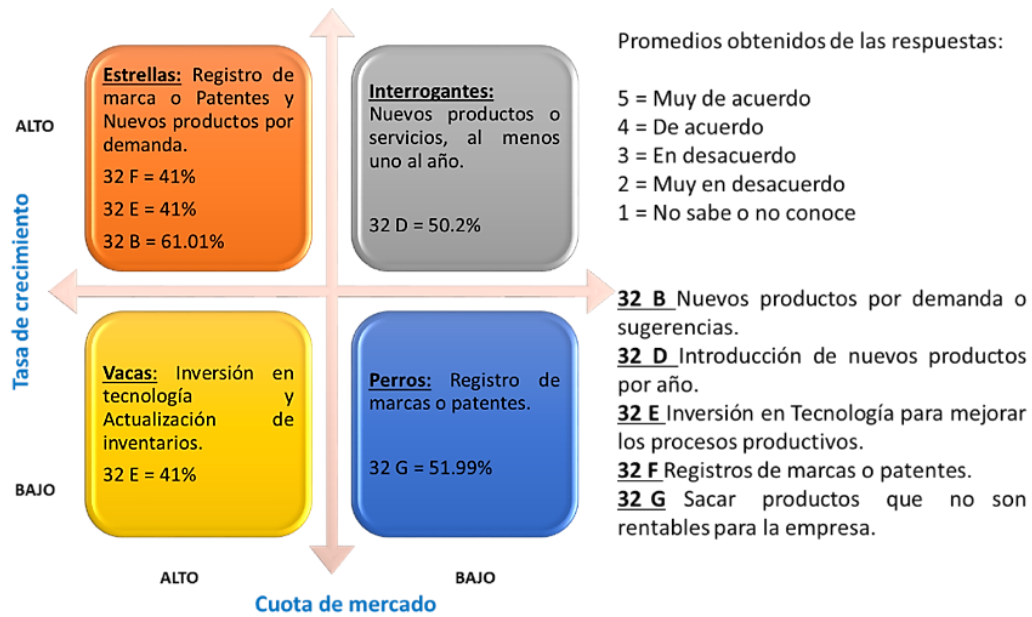 ALTO
Tasa de crecimiento
BAJO
Estrellas: Registro de
marca o Patentes y
Nuevos productos por
demanda.
32 F = 41%
32 E = 41%
32 B = 61.01%
Interrogantes:
Nuevos productos o
servicios, al menos
uno al año.
32 D = 50.2%
Vacas: Inversión en
tecnología y
Actualización de
inventarios.
32 E = 41%
Perros: Registro de
marcas o patentes.
32 G = 51.99%
ALTO
BAJO
Cuota de mercado
Promedios obtenidos de las respuestas:
5 = Muy de acuerdo
4 = De acuerdo
3 = En desacuerdo
2 = Muy en desacuerdo
1 = No sabe o no conoce
32 B Nuevos productos por demanda o
sugerencias.
32 D Introducción de nuevos productos
por año.
32 E Inversión en Tecnología para mejorar
los procesos productivos.
32 F Registros de marcas o patentes.
32 G Sacar productos que no son
rentables para la empresa.